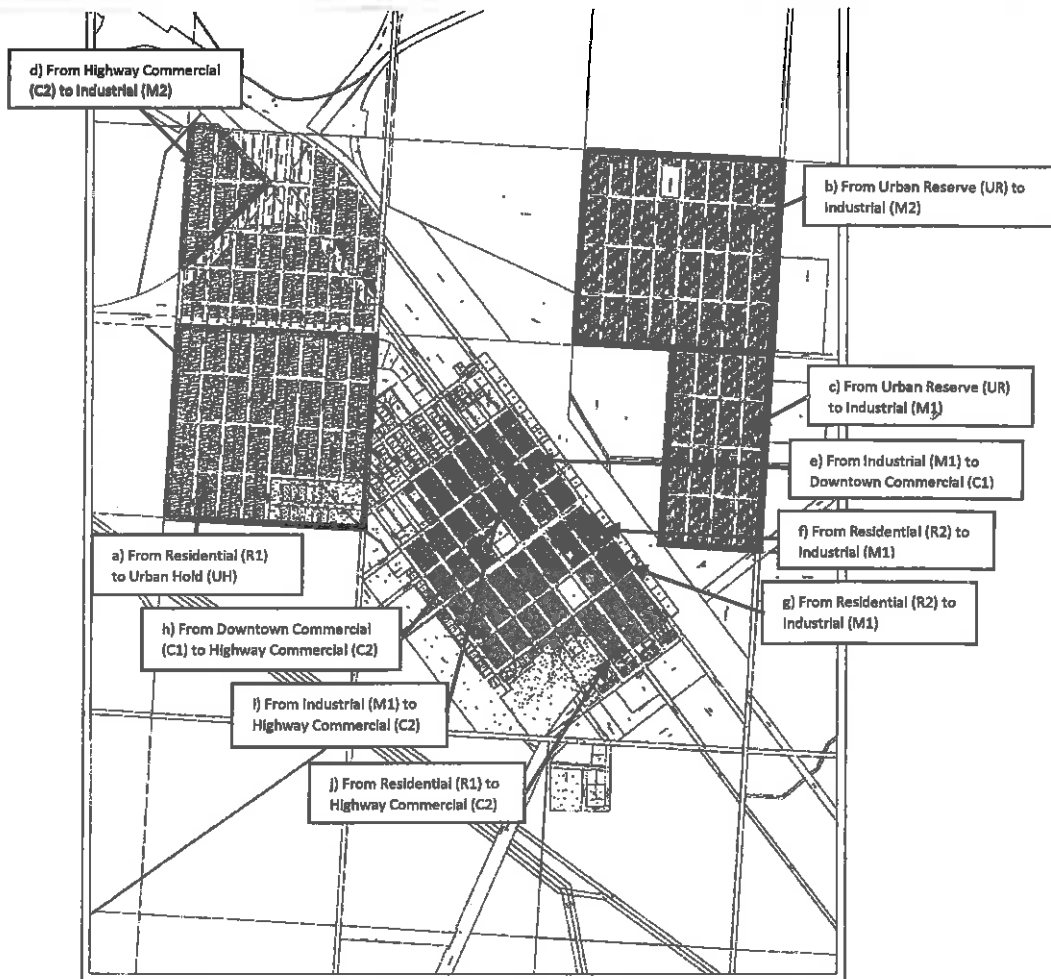 d) From Highway Commercial
(C2) to Industrial (M2)
b) From Urban Reserve (UR) to
Industrial (M2)
c) From Urban Reserve (UR)
to Industrial (M1)
e) From Industrial (M1) to
Downtown Commercial (C1)
f) From Residential (R2) to
Industrial (M1)
a) From Residential (R1)
to Urban Hold (UH)
g) From Residential (R2) to
Industrial (M1)
h) From Downtown Commercial
(C1) to Highway Commercial (C2)
i) From Industrial (M1) to
Highway Commercial (C2)
j) From Residential (R1) to
Highway Commercial (C2)